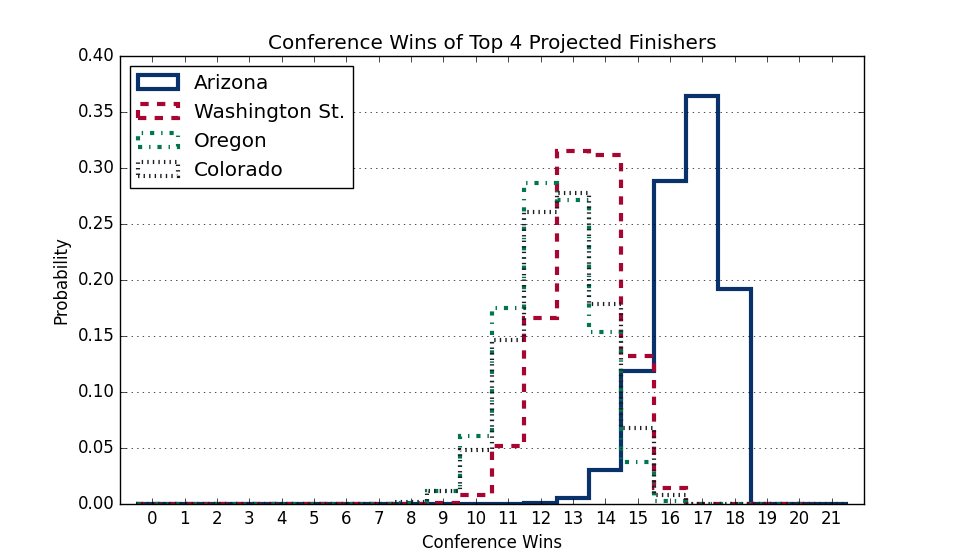 Conference Wins of Top 4 Projected Finishers
0.40
0.35
0.30
0.25
0.20
0.15
0.10
0.05
0.00
Probability
Arizona
Washington St.
Oregon
Colorado
0 1 2 3 4 5 6 7 8 9 10 11 12 13 14 15 16 17 18 19 20 21
Conference Wins